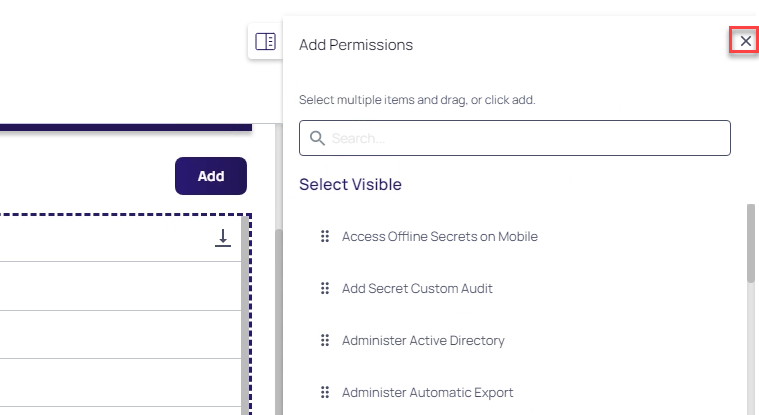 Add Permissions
Select multiple items and drag, or click add.
Search...
Add
Select Visible
Access Offline Secrets on Mobile
Add Secret Custom Audit
Administer Active Directory
Administer Automatic Export